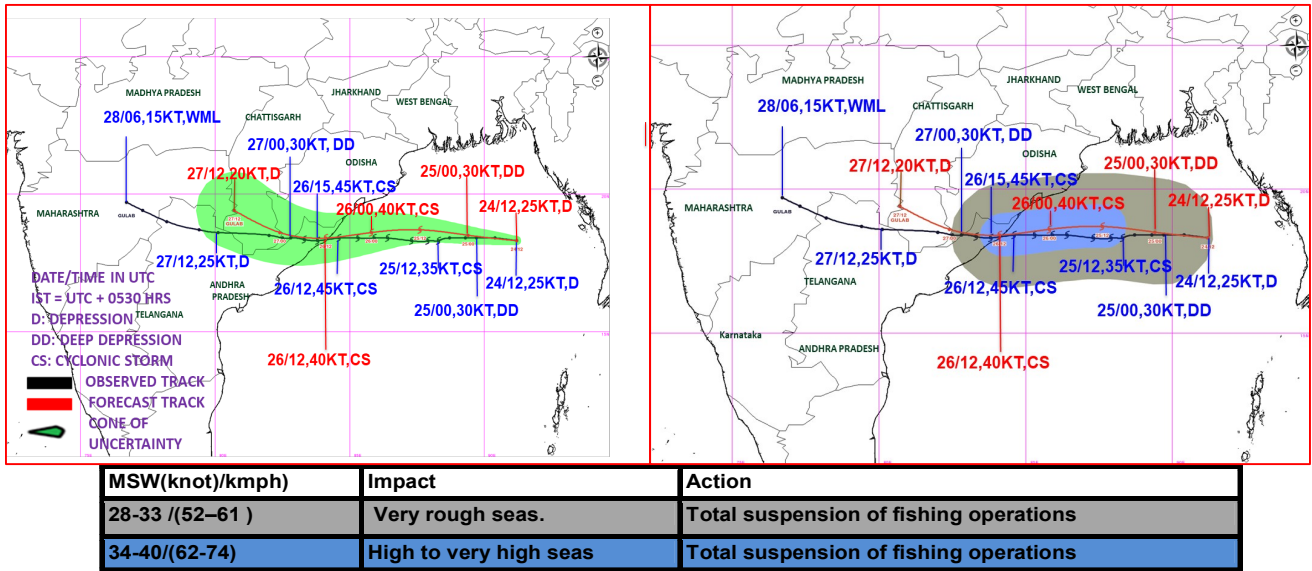 MADHYA PRADESH
JHARKHAND
WEST BENGAL
28/06,15KT,WML
CHATTISGARH
27/00,30KT, DD
ODISHA
27/12,20KT,D
25/00,30KT,DD
26/15,45KT,CS
24/12,25KT,D
26/00,40KT,CS
MAHARASHTRA
GULAB
27/12
GULAB
27/12,25KT,D
25/12,35KT,CS
24/12,25KT,D
26/12,45KT,CS
ANDHRA
PRADESH
25/00,30KT,DD
TELANGANA
26/12,40KT,CS
DATE/TIME IN UTC
IST = UTC + 0530 HRS
D: DEPRESSION
DD: DEEP DEPRESSION
CS: CYCLONIC STORM
OBSERVED TRACK
FORECAST TRACK
CONE OF
UNCERTAINTY
MADHYA PRADESH
JHARKHAND
WEST BENGAL
28/06,15KT,WML
CHATTISGARH
27/00,30KT, DD
ODISHA
27/12,20KT,D
25/00,30KT,DD
26/15,45KT,CS
26/00,40KT,CS
24/12,25KT,D
MAHARASHTRA
GULAB
27/12
GULAB
27/12,25KT,D
25/12,35KT,CS
TELANGANA
26/12,45KT,CS
24/12,25KT,D
25/00,30KT,DD
Karnataka
ANDHRA PRADESH
26/12,40KT,CS
MSW(knot)/kmph) Impact Action
28-33 /(52–61 ) Very rough seas. Total suspension of fishing operations
34-40/(62-74) High to very high seas Total suspension of fishing operations